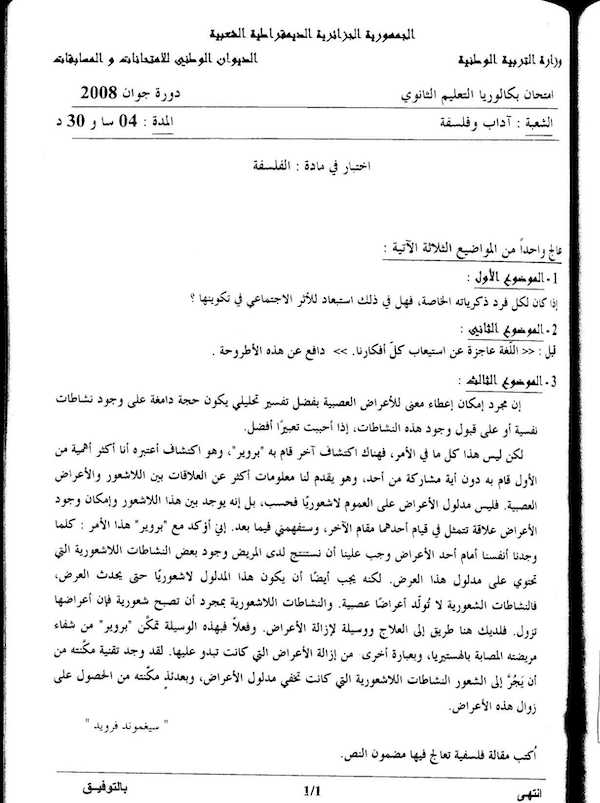 الجمهورية الجزائرية الديمقراطية الشعبية
وزارة التربية الوطنية الديوان الوطني للامتحانات و المسابقات
امتحان بكالوريا التعليم الثانوي دورة جوان 2008
الشعبة : آداب وفلسفة المدة : 04 سا و 30 د
اختبار في مادة : الفلسفة
عالج واحداً من المواضيع الثلاثة الآتية :
1- الموضوع الأول :
إذا كان لكل فرد ذكرياته الخاصة، فهل في ذلك استبعاد للأثر الاجتماعي في تكوينها ؟
2- الموضوع الثاني :
قيل : << اللّغة عاجزة عن استيعاب كلّ أفكارنا. >> دافع عن هذه الأطروحة .
3- الموضوع الثالث :
إن مجرد إمكان إعطاء معنى للأعراض العصبية بفضل تفسير تحليلي يكون حجة دامغة على وجود نشاطات
نفسية أو على قبول وجود هذه النشاطات، إذا أحببت تعبيرًا أفضل.
لكن ليس هذا كل ما في الأمر، فهناك اكتشاف آخر قام به "بروير"، وهو اكتشاف أعتبره أنا أكثر أهمية من
الأول قام به دون أية مشاركة من أحد، وهو يقدم لنا معلومات أكثر عن العلاقات بين اللاشعور والأعراض
العصبية. فليس مدلول الأعراض على العموم لاشعوريًا فحسب، بل إنه يوجد بين هذا اللاشعور وإمكان وجود
الأعراض علاقة تتمثل في قيام أحدهما مقام الآخر، وستفهمني فيما بعد. إني أؤكد مع "بروير" هذا الأمر : كلما
وجدنا أنفسنا أمام أحد الأعراض وجب علينا أن نستنتج لدى المريض وجود بعض النشاطات اللاشعورية التي
تحتوي على مدلول هذا العرض. لكنه يجب أيضًا أن يكون هذا المدلول لاشعوريًا حتى يحدث العرض،
فالنشاطات الشعورية لا تُولّد أعراضًا عصبية. والنشاطات اللاشعورية بمجرد أن تصبح شعورية فإن أعراضها
تزول. فلديك هنا طريق إلى العلاج ووسيلة لإزالة الأعراض. وفعلاً فبهذه الوسيلة تمكّن "بروير" من شفاء
مريضته المصابة بالهستيريا، وبعبارة أخرى من إزالة الأعراض التي كانت تبدو عليها. لقد وجد تقنية مكّنته من
أن يَجُرَّ إلى الشعور النشاطات اللاشعورية التي كانت تخفي مدلول الأعراض، وبعدئذٍ مكّنته من الحصول على
زوال هذه الأعراض.
" سيغموند فرويد "
أكتب مقالة فلسفية تعالج فيها مضمون النص.
انتهى 1/1 بالتوفيق